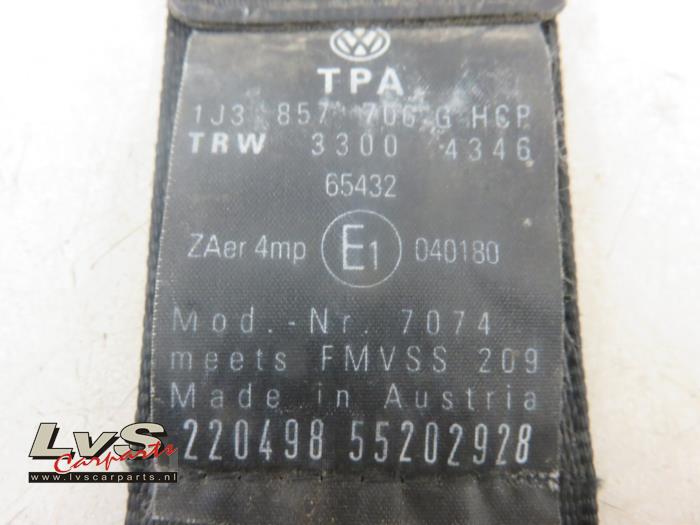 TPA
1J3 857 706 G HCP
TRW 3300 4346
65432
ZAer 4mp E1 040180
Mod.-Nr. 7074
meets FMVSS 209
Made in Austria
220498 55202928
LvS
Carparts
www.lvscarparts.nl